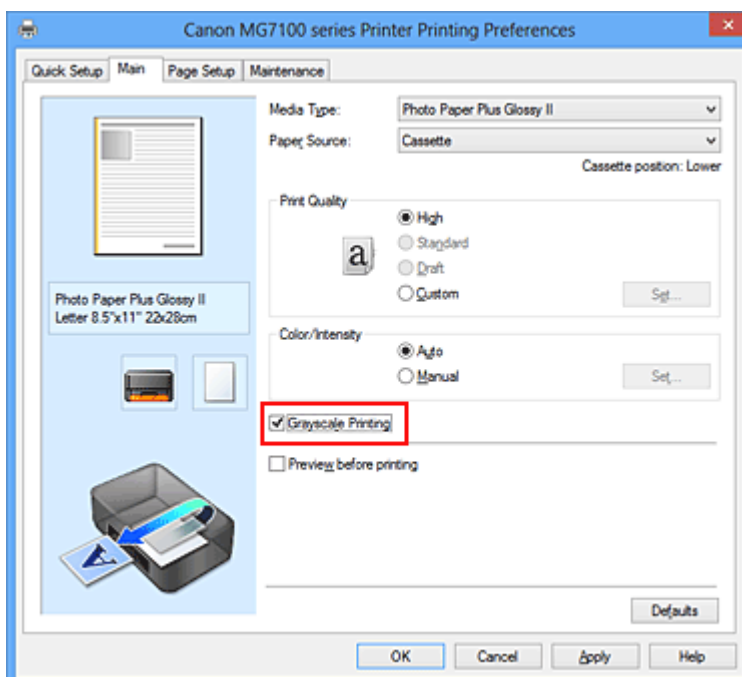 Canon MG7100 series Printer Printing Preferences
Quick Setup Main Page Setup Maintenance
Media Type: Photo Paper Plus Glossy II
Paper Source: Cassette
Cassette position: Lower
Print Quality
High
Standard
Draft
Custom Set...
a
Photo Paper Plus Glossy II
Letter 8.5"x11" 22x28cm
Color/Intensity
Auto
Manual Set...
Grayscale Printing
Preview before printing
A
Defaults
OK Cancel Apply Help